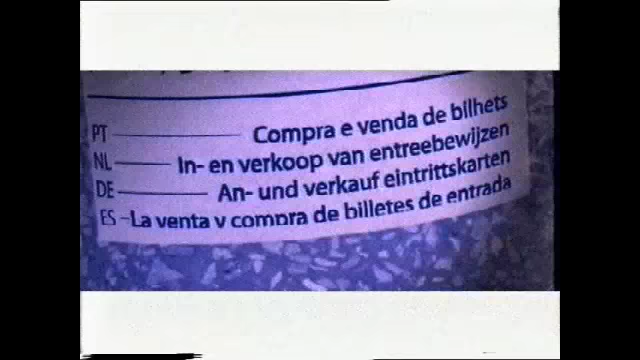 PT Compra e venda de bilhets
NL In- en verkoop van entreebewijzen
DE An- und verkauf eintrittskarten
ES - La venta y compra de billetes de entrada